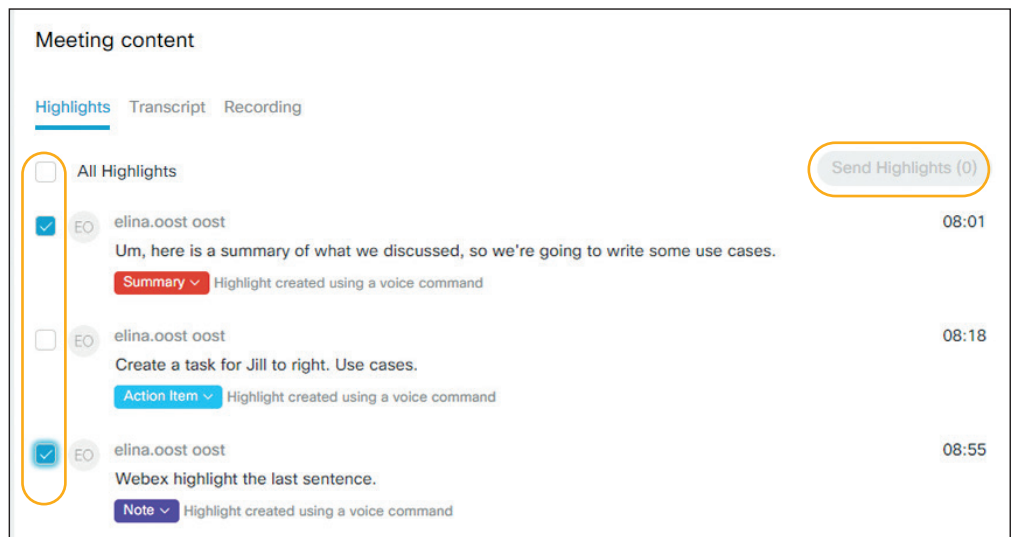 Meeting content
Highlights Transcript Recording
All Highlights Send Highlights (0)
EO elina.oost oost 08:01
Um, here is a summary of what we discussed, so we're going to write some use cases.
Summary Highlight created using a voice command
EO elina.oost oost 08:18
Create a task for Jill to right. Use cases.
Action Item Highlight created using a voice command
EO elina.oost oost 08:55
Webex highlight the last sentence.
Note Highlight created using a voice command